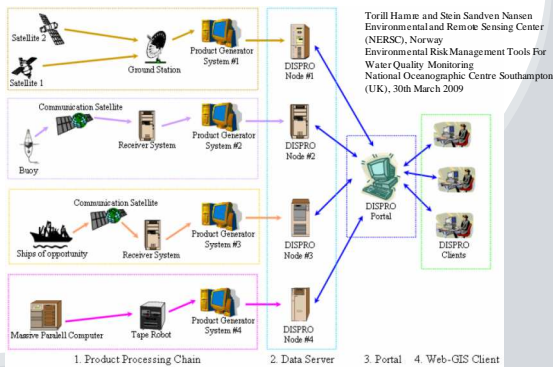 Torill Hamre and Stein Sandven Nansen
Environmental and Remote Sensing Center
(NERSC), Norway
Environmental Risk Management Tools For
Water Quality Monitoring
National Oceanographic Centre Southampton
(UK), 30th March 2009
Satellite 2
Satellite 1
Ground Station
Product Generator
System #1
DISPRO
Node #1
Communication Satellite
Buoy
Receiver System
Product Generator
System #2
DISPRO
Node #2
Communication Satellite
Ships of opportunity
Receiver System
Product Generator
System #3
DISPRO
Node #3
Massive Paralell Computer
Tape Robot
Product Generator
System #4
DISPRO
Node #4
DISPRO
Portal
DISPRO
Clients
1. Product Processing Chain
2. Data Server
3. Portal
4. Web-GIS Client